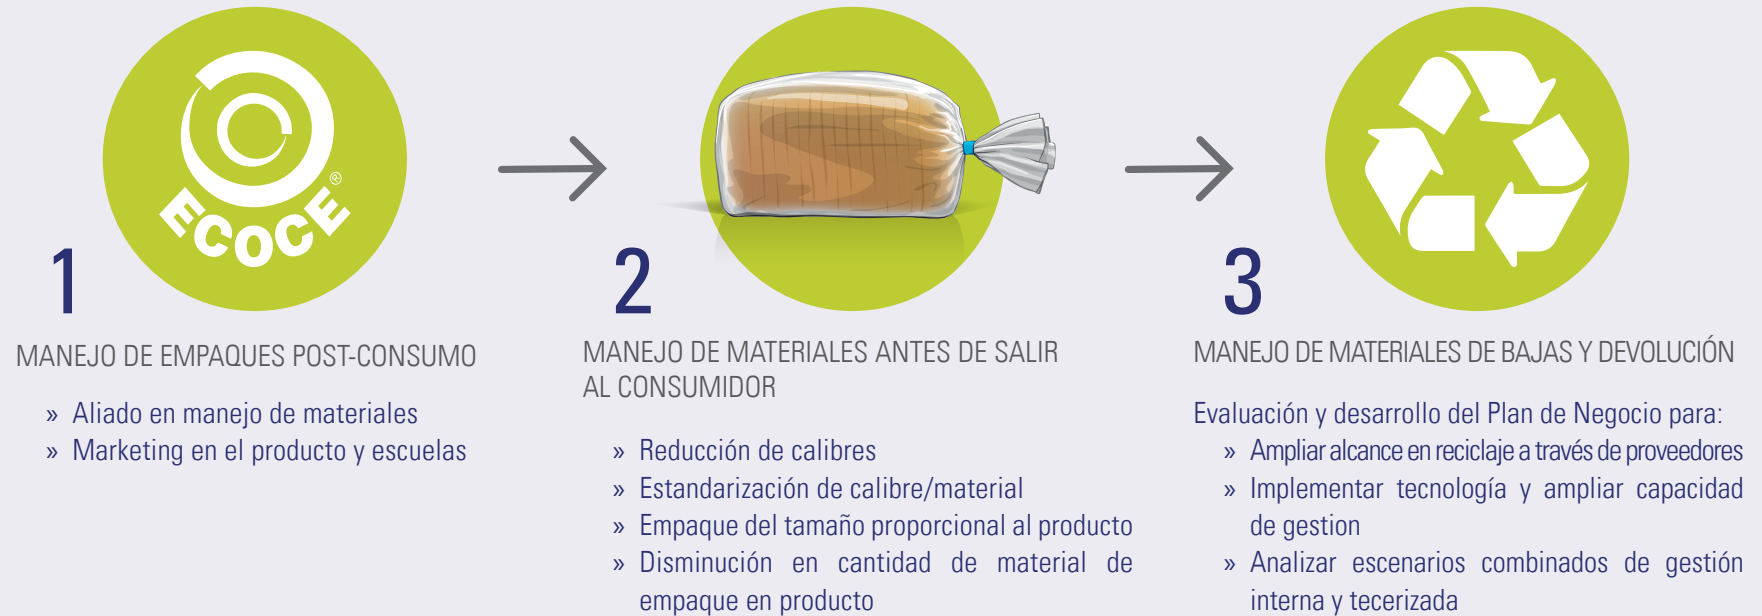 ECOCE®
1
MANEJO DE EMPAQUES POST-CONSUMO
» Aliado en manejo de materiales
» Marketing en el producto y escuelas
2
MANEJO DE MATERIALES ANTES DE SALIR
AL CONSUMIDOR
» Reducción de calibres
» Estandarización de calibre/material
» Empaque del tamaño proporcional al producto
» Disminución en cantidad de material de
empaque en producto
3
MANEJO DE MATERIALES DE BAJAS Y DEVOLUCIÓN
Evaluación y desarrollo del Plan de Negocio para:
» Ampliar alcance en reciclaje a través de proveedores
» Implementar tecnología y ampliar capacidad
de gestion
» Analizar escenarios combinados de gestión
interna y tecerizada